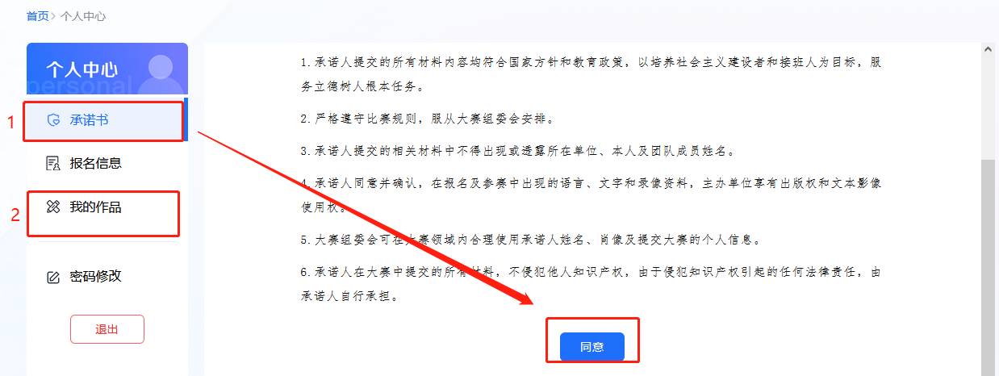 首页> 个人中心
个人中心
personal
1
承诺书
报名信息
2
我的作品
密码修改
退出
1. 承诺人提交的所有材料内容均符合国家方针和教育政策，以培养社会主义建设者和接班人为目标，服
务立德树人根本任务。
2. 严格遵守比赛规则，服从大赛组委会安排。
3. 承诺人提交的相关材料中不得出现或透露所在单位、本人及团队成员姓名。
4. 承诺人同意并确认，在报名及参赛中出现的语言、文字和录像资料，主办单位享有出版权和文本影像
使用权。
5. 大赛组委会可在大赛领域内合理使用承诺人姓名、肖像及提交大赛的个人信息。
6. 承诺人在大赛中提交的所有材料，不侵犯他人知识产权，由于侵犯知识产权引起的任何法律责任，由
承诺人自行承担。
同意